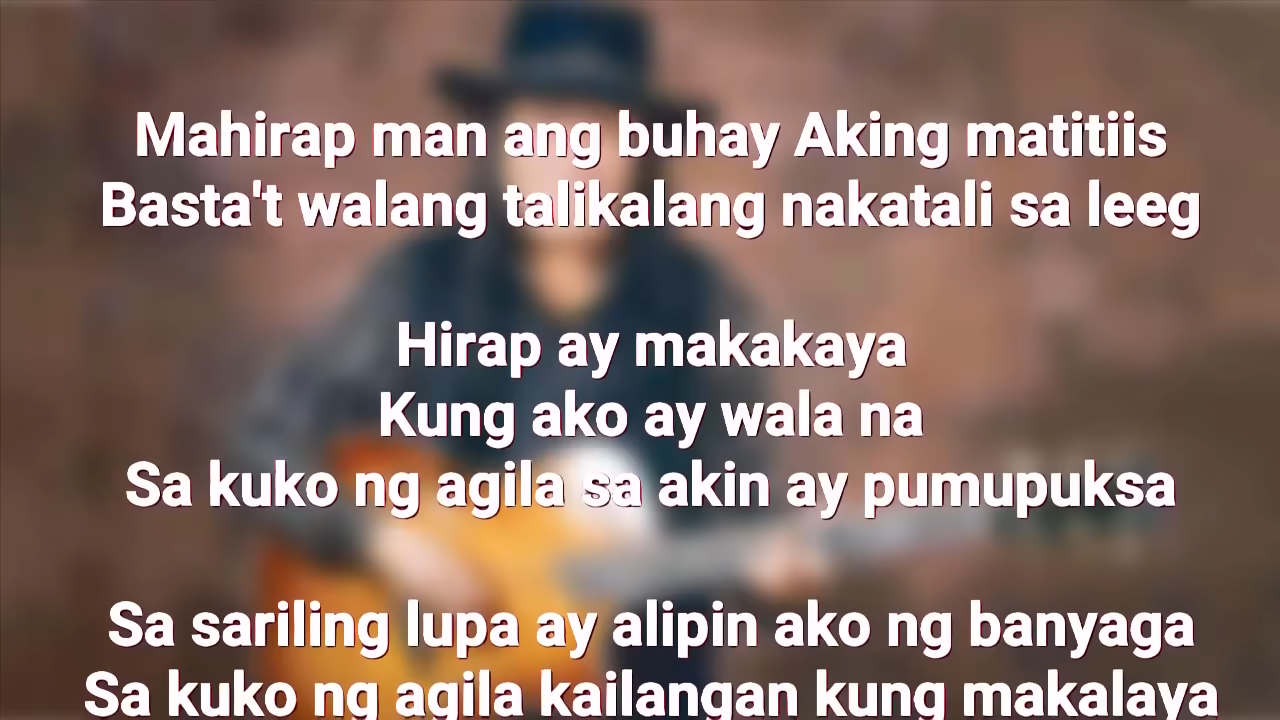 Mahirap man ang buhay Aking matitiis
Basta't walang talikalang nakatali sa leeg
Hirap ay makakaya
Kung ako ay wala na
Sa kuko ng agila sa akin ay pumupuksa
Sa sariling lupa ay alipin ako ng banyaga
Sa kuko ng agila kailangan kung makalaya